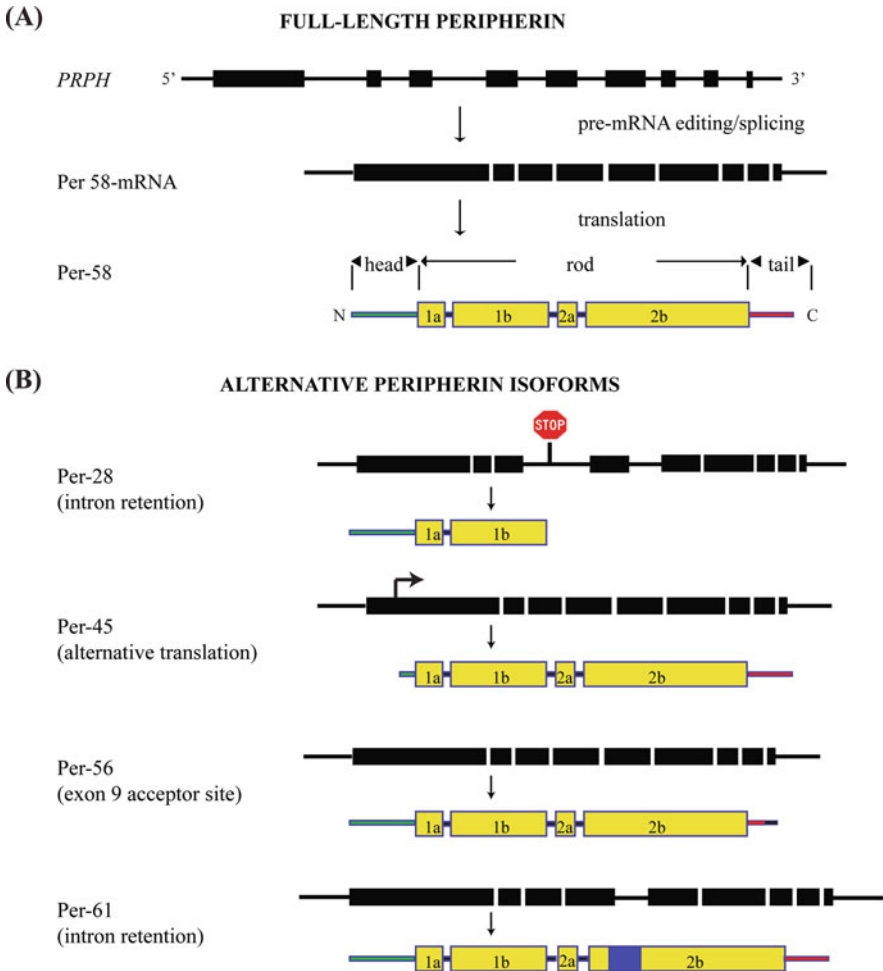 (A)
FULL-LENGTH PERIPHERIN
PRPH 5’ 3’
pre-mRNA editing/splicing
Per 58-mRNA
translation
Per-58
head rod tail
N 1a 1b 2a 2b C
(B)
ALTERNATIVE PERIPHERIN ISOFORMS
STOP
Per-28
(intron retention)
1a 1b
Per-45
(alternative translation)
1a 1b 2a 2b
Per-56
(exon 9 acceptor site)
1a 1b 2a 2b
Per-61
(intron retention)
1a 1b 2a 2b